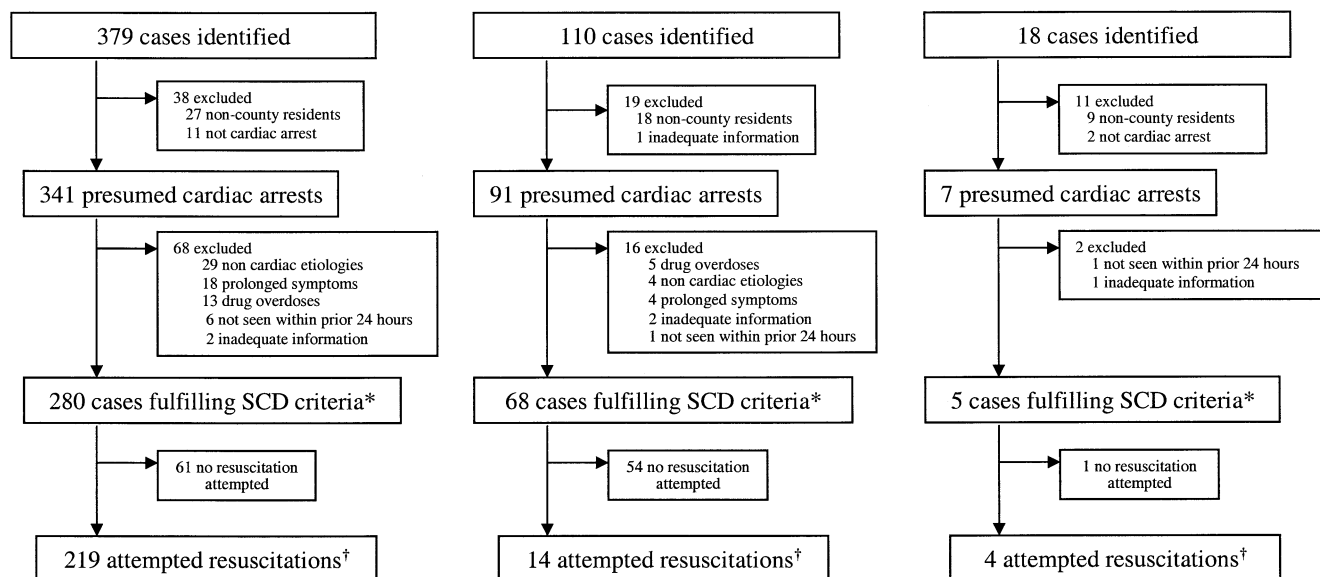 379 cases identified
38 excluded
27 non-county residents
11 not cardiac arrest
341 presumed cardiac arrests
68 excluded
29 non cardiac etiologies
18 prolonged symptoms
13 drug overdoses
6 not seen within prior 24 hours
2 inadequate information
280 cases fulfilling SCD criteria*
61 no resuscitation
attempted
219 attempted resuscitations†
110 cases identified
19 excluded
18 non-county residents
1 inadequate information
91 presumed cardiac arrests
16 excluded
5 drug overdoses
4 non cardiac etiologies
4 prolonged symptoms
2 inadequate information
1 not seen within prior 24 hours
68 cases fulfilling SCD criteria*
54 no resuscitation
attempted
14 attempted resuscitations†
18 cases identified
11 excluded
9 non-county residents
2 not cardiac arrest
7 presumed cardiac arrests
2 excluded
1 not seen within prior 24 hours
1 inadequate information
5 cases fulfilling SCD criteria*
1 no resuscitation
attempted
4 attempted resuscitations†